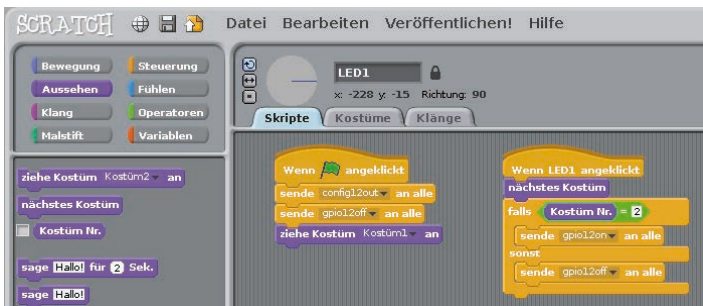 SCRATCH Datei Bearbeiten Veröffentlichen! Hilfe
Bewegung Steuerung
Aussehen Fühlen
Klang Operatoren
Malstift Variablen
LED1
x: -228 y: -15 Richtung: 90
Skripte Kostüme Klänge
ziehe Kostüm Kostüm2 an
nächstes Kostüm
Kostüm Nr.
sage Hallo! für 2 Sek.
sage Hallo!
Wenn angeklickt
sende config12out an alle
sende gpio12off an alle
ziehe Kostüm Kostüm1 an
Wenn LED1 angeklickt
nächstes Kostüm
falls Kostüm Nr. = 2
sende gpio12on an alle
sonst
sende gpio12off an alle